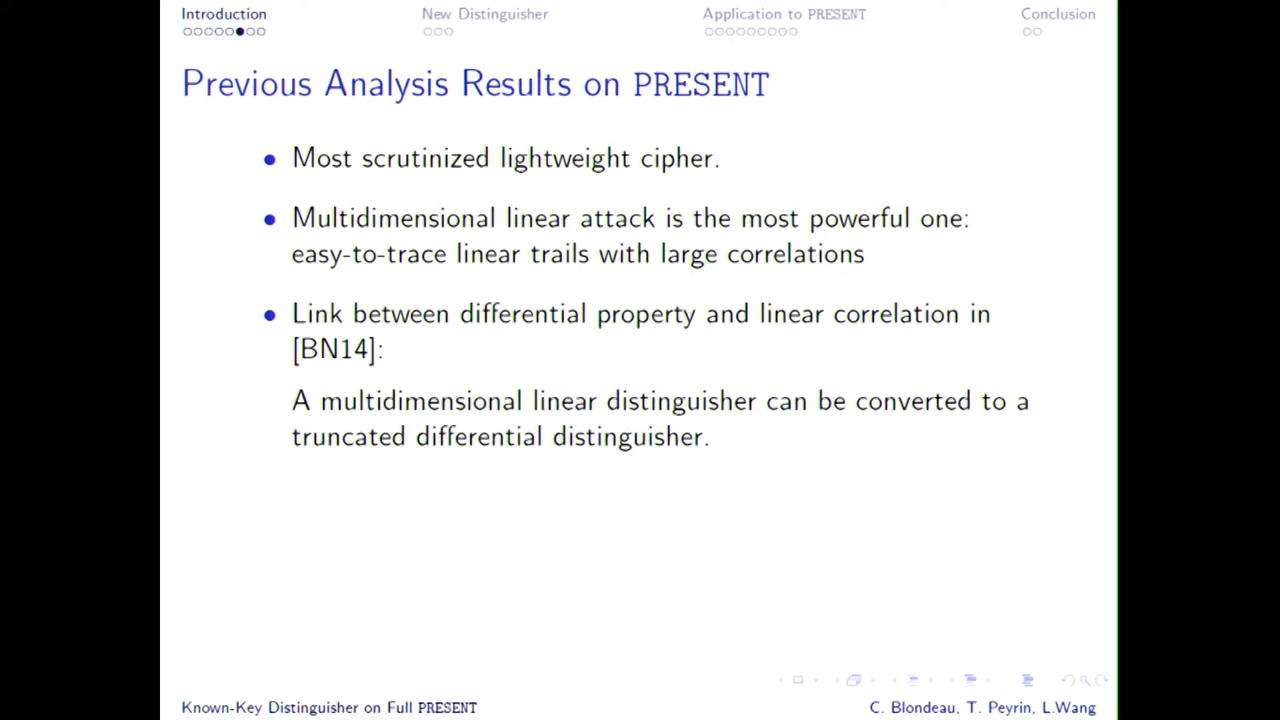 Introduction New Distinguisher Application to PRESENT Conclusion
Previous Analysis Results on PRESENT
• Most scrutinized lightweight cipher.
• Multidimensional linear attack is the most powerful one:
easy-to-trace linear trails with large correlations
• Link between differential property and linear correlation in
[BN14]:
A multidimensional linear distinguisher can be converted to a
truncated differential distinguisher.
Known-Key Distinguisher on Full PRESENT C. Blondeau, T. Peyrin, L.Wang